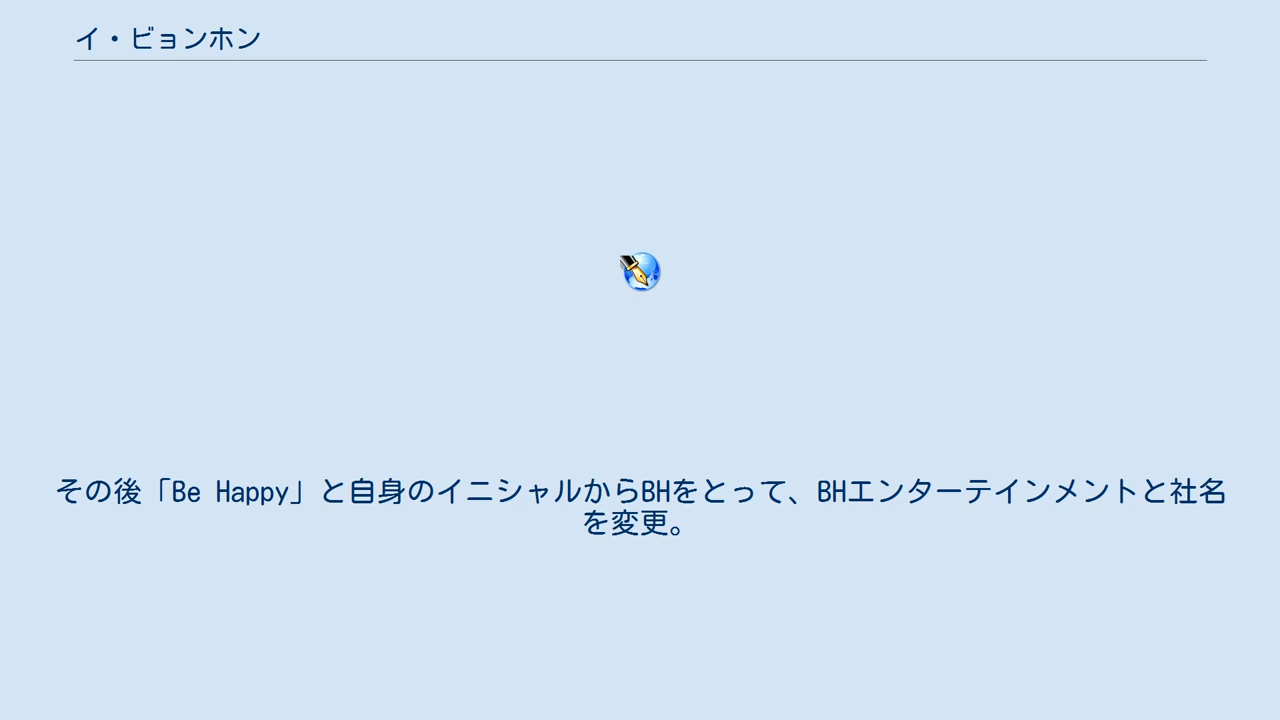 イ・ビョンホン
その後「Be Happy」と自身のイニシャルからBHをとって、BHエンターテインメントと社名
を変更。